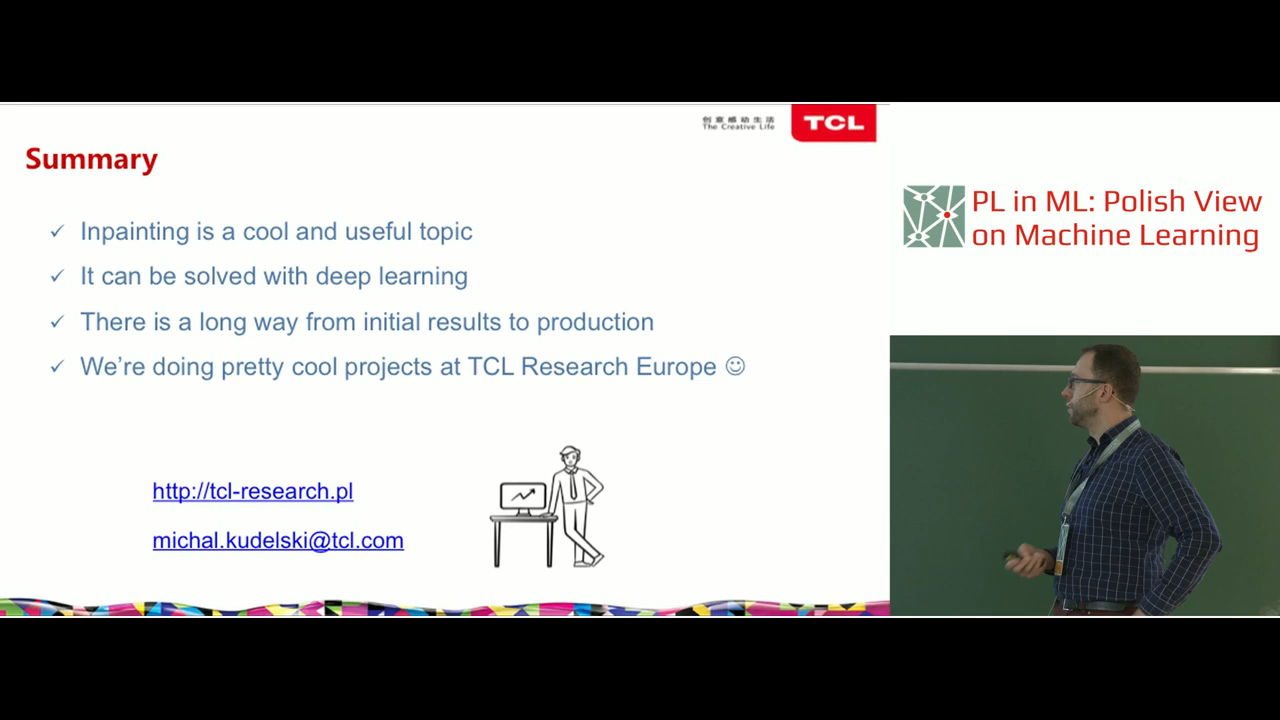 创意感动生活
The Creative Life
TCL
Summary
✓ Inpainting is a cool and useful topic
✓ It can be solved with deep learning
✓ There is a long way from initial results to production
✓ We're doing pretty cool projects at TCL Research Europe ☺
http://tcl-research.pl
michal.kudelski@tcl.com
PL in ML: Polish View
on Machine Learning